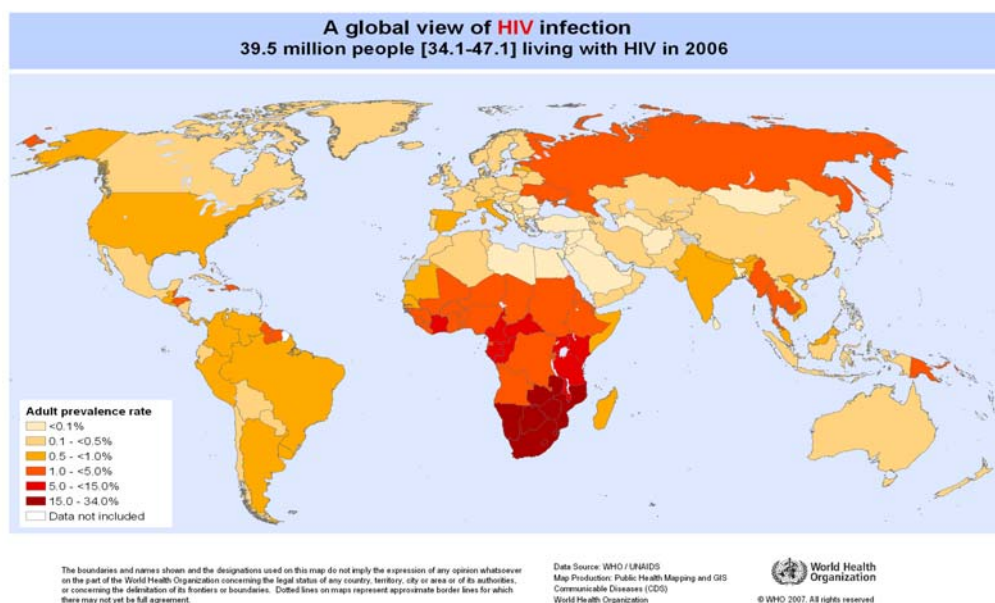 A global view of HIV infection
39.5 million people [34.1-47.1] living with HIV in 2006
Adult prevalence rate
<0.1%
0.1 - <0.5%
0.5 - <1.0%
1.0 - <5.0%
5.0 - <15.0%
15.0 - 34.0%
Data not included
The boundaries and names shown and the designations used on this map do not imply the expression of any opinion whatsoever
on the part of the World Health Organization concerning the legal status of any country, territory, city or area or of its authorities,
or concerning the delimitation of its frontiers or boundaries. Dotted lines on maps represent approximate border lines for which
there may not yet be full agreement.
Data Source: WHO / UNAIDS
Map Production: Public Health Mapping and GIS
Communicable Diseases (CDS)
World Health Organization
World Health
Organization
© WHO 2007. All rights reserved